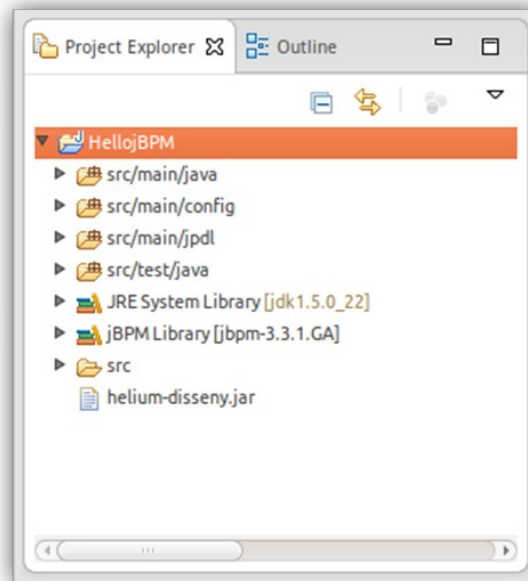 Project Explorer Outline
HellojBPM
src/main/java
src/main/config
src/main/jpdl
src/test/java
JRE System Library [jdk1.5.0_22]
jBPM Library [jbpm-3.3.1.GA]
src
helium-disseny.jar